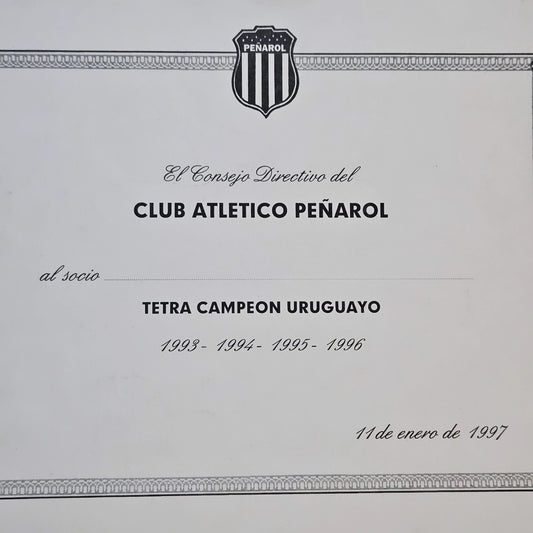 PEÑAROL
El Consejo Directivo del
CLUB ATLETICO PEÑAROL
al socio
TETRA CAMPEON URUGUAYO
1993 - 1994 - 1995 - 1996
11 de enero de 1997